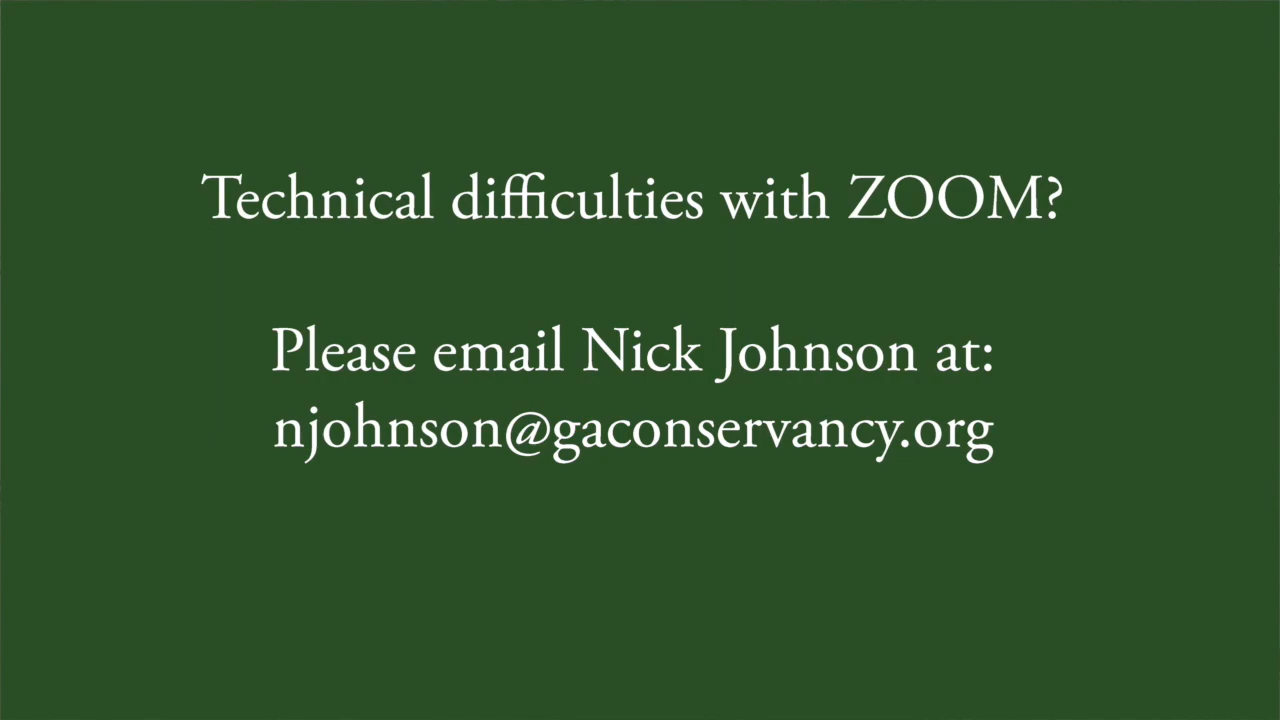 Technical difficulties with ZOOM?
Please email Nick Johnson at:
njohnson@gaconservancy.org